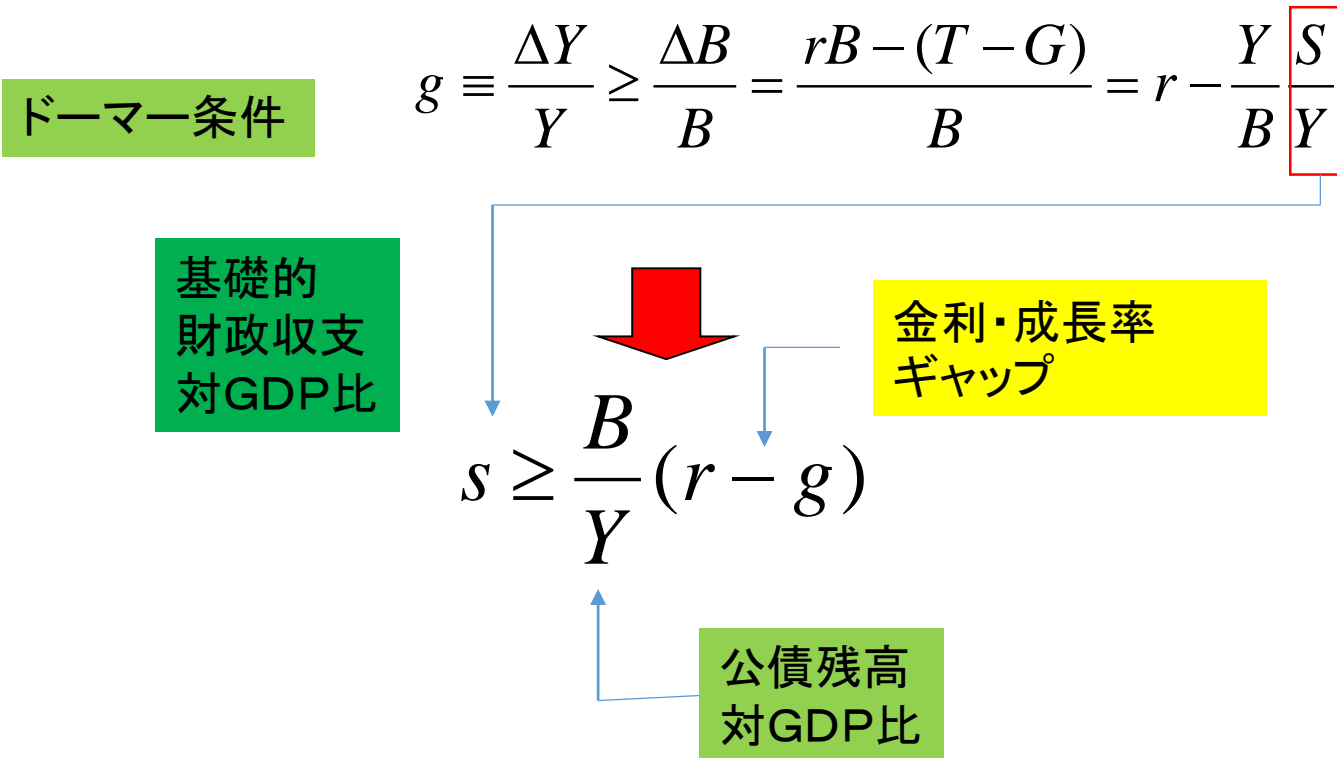 ドーマー条件
g ≡ ΔY/Y ≥ ΔB/B = (rB − (T − G))/B = r − (Y/B)(S/Y)
基礎的
財政収支
対GDP比
金利・成長率
ギャップ
s ≥ (B/Y)(r − g)
公債残高
対GDP比